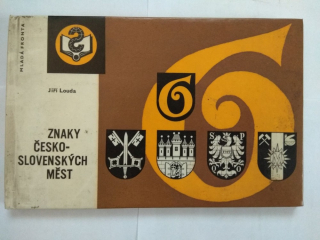 MLADÁ FRONTA
Jiří Louda
ZNAKY
ČESKO-
SLOVENSKÝCH
MĚST
S P
O